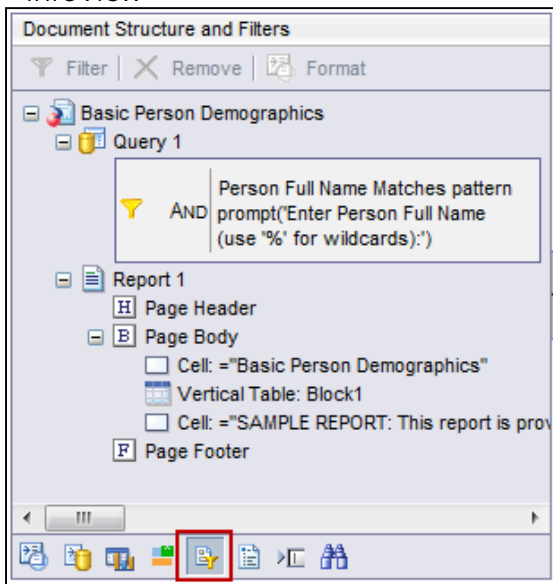 Document Structure and Filters
Filter Remove Format
Basic Person Demographics
Query 1
Person Full Name Matches pattern
AND prompt('Enter Person Full Name
(use '%' for wildcards):')
Report 1
H Page Header
B Page Body
Cell: ="Basic Person Demographics"
Vertical Table: Block1
Cell: ="SAMPLE REPORT: This report is prov
F Page Footer